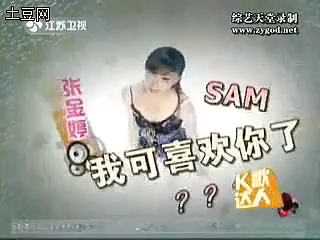 土豆网
江苏卫视
综艺天堂录制
www.zygod.net
张金婷
SAM
我可喜欢你了
？？
K歌达人